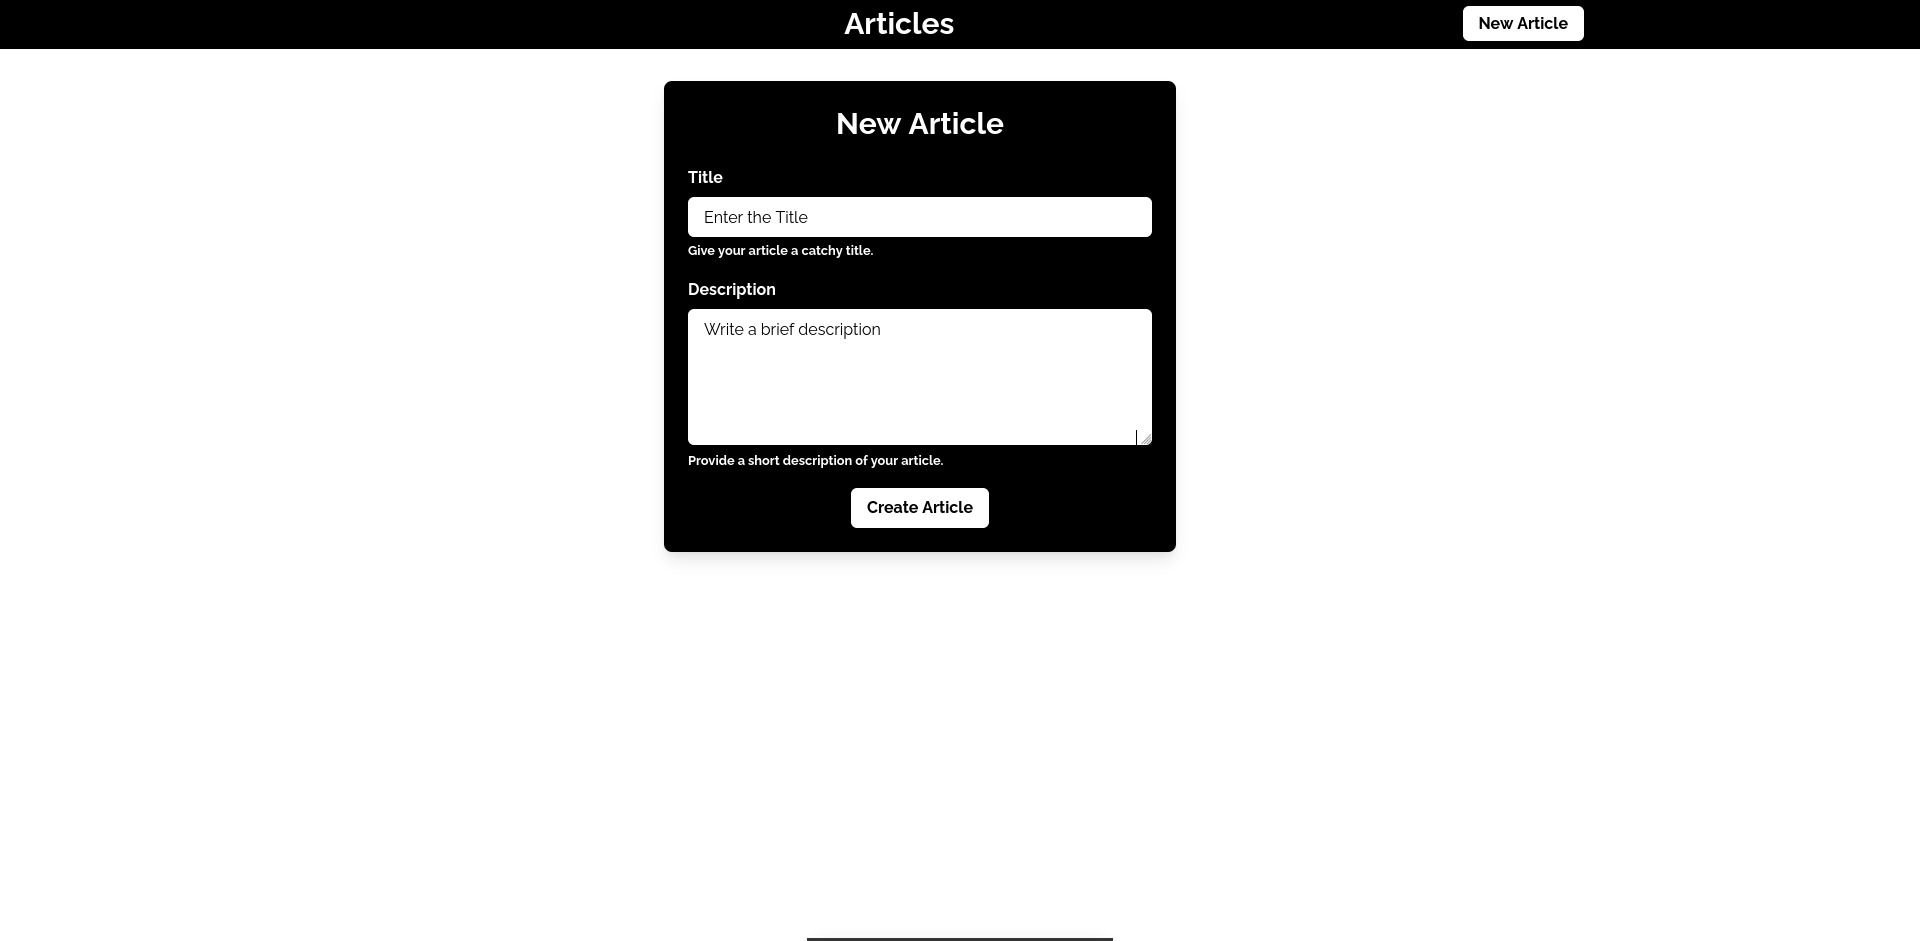 Articles
New Article
New Article
Title
Enter the Title
Give your article a catchy title.
Description
Write a brief description
Provide a short description of your article.
Create Article